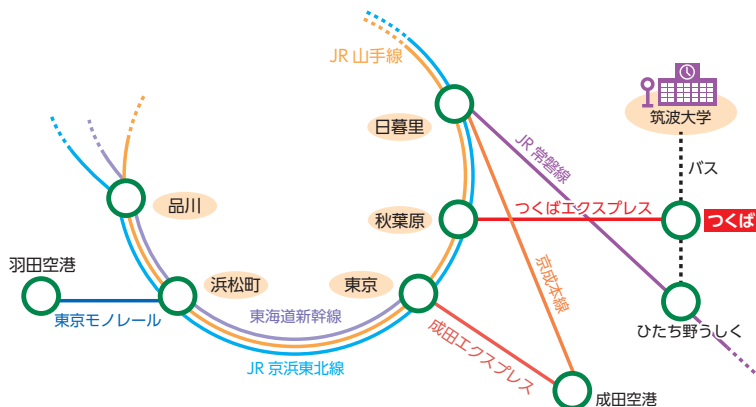 JR 山手線
日暮里
筑波大学
JR 常磐線
バス
品川
秋葉原
つくばエクスプレス
つくば
羽田空港
浜松町
東京
京成本線
東京モノレール
東海道新幹線
ひたち野うしく
JR 京浜東北線
成田エクスプレス
成田空港